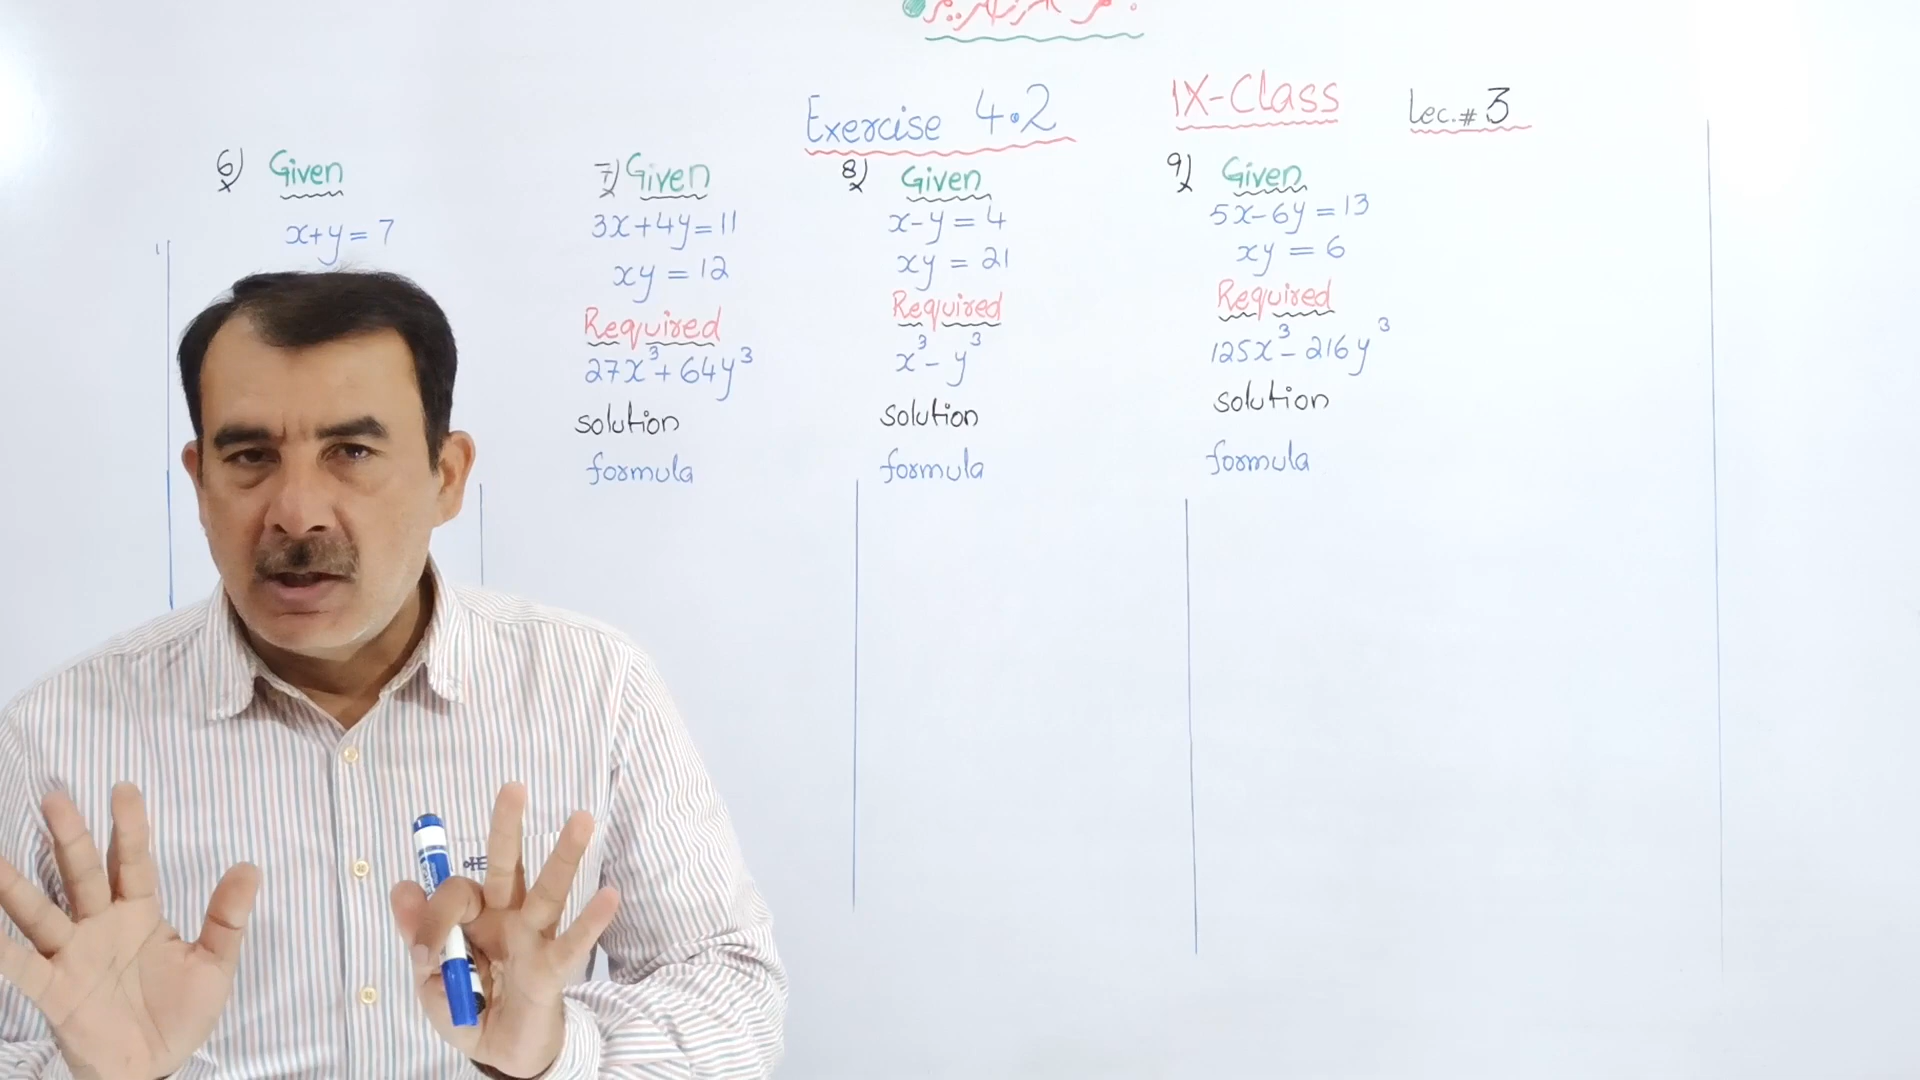 Exercise 4.2
IX-Class
Lec.# 3
6) Given
x+y = 7
7) Given
3x+4y=11
xy = 12
Required
27x³+64y³
solution
formula
8) Given
x-y = 4
xy = 21
Required
x³- y³
solution
formula
9) Given
5x-6y=13
xy = 6
Required
125x³-216y³
solution
formula